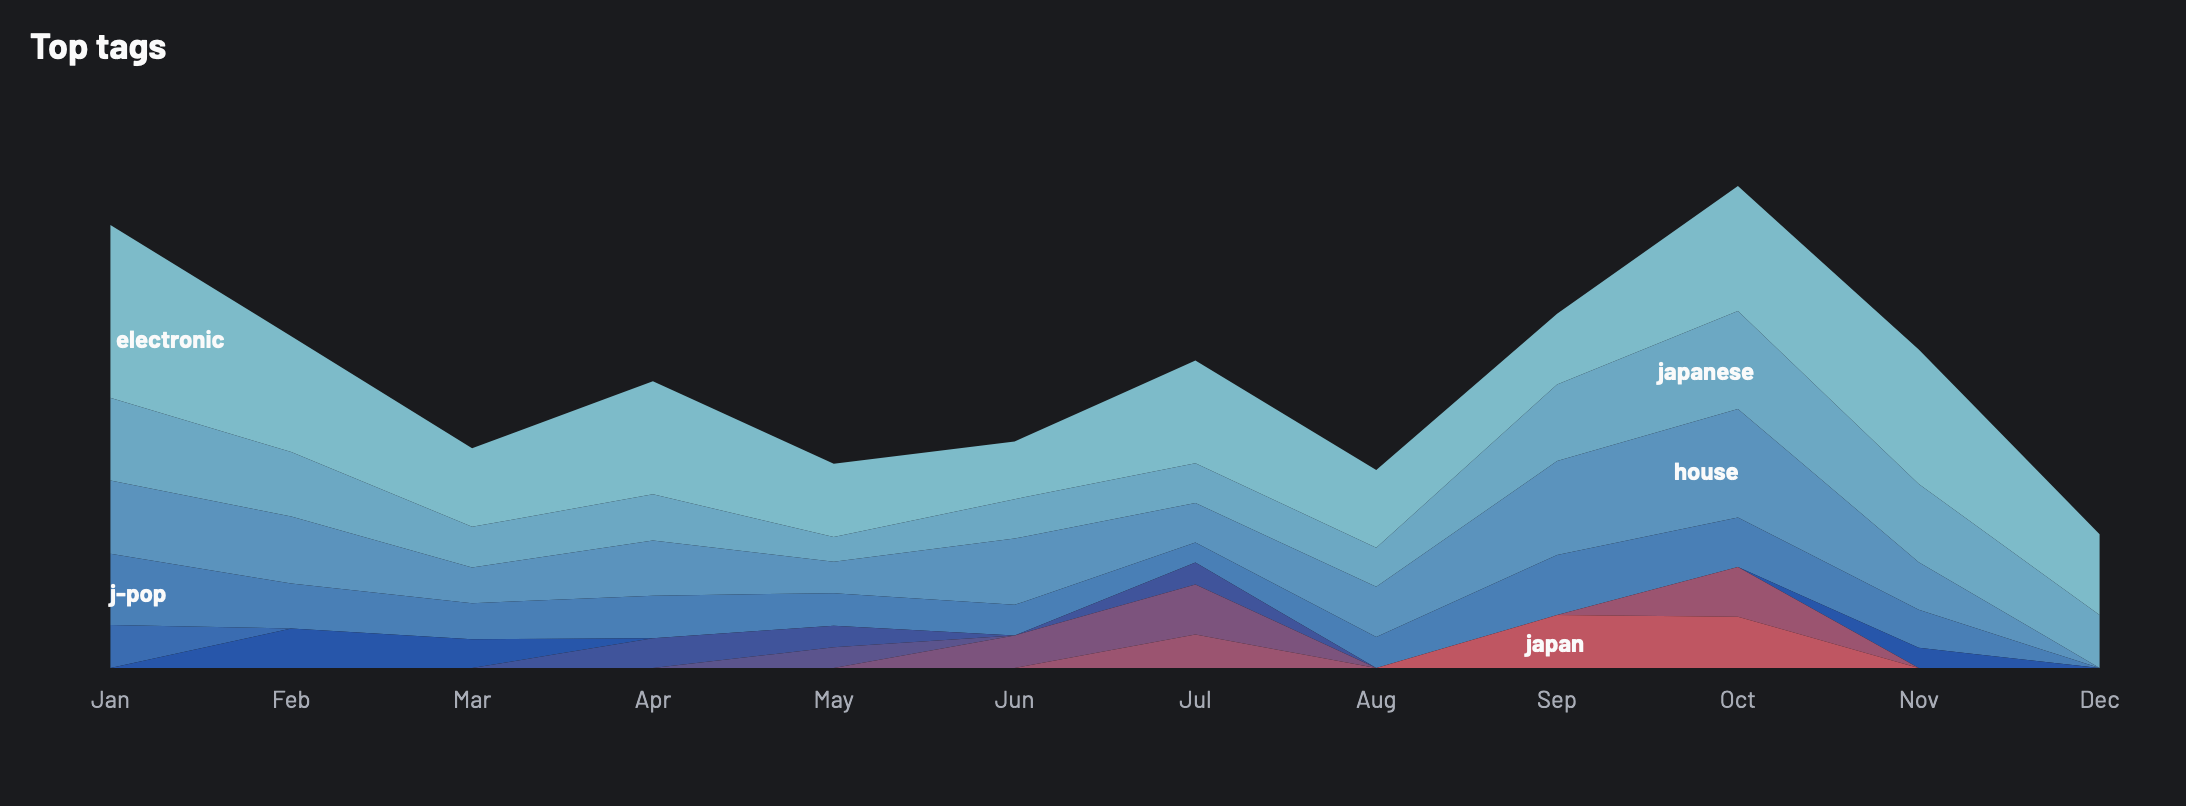 Top tags
electronic
japanese
house
j-pop
japan
Jan Feb Mar Apr May Jun Jul Aug Sep Oct Nov Dec